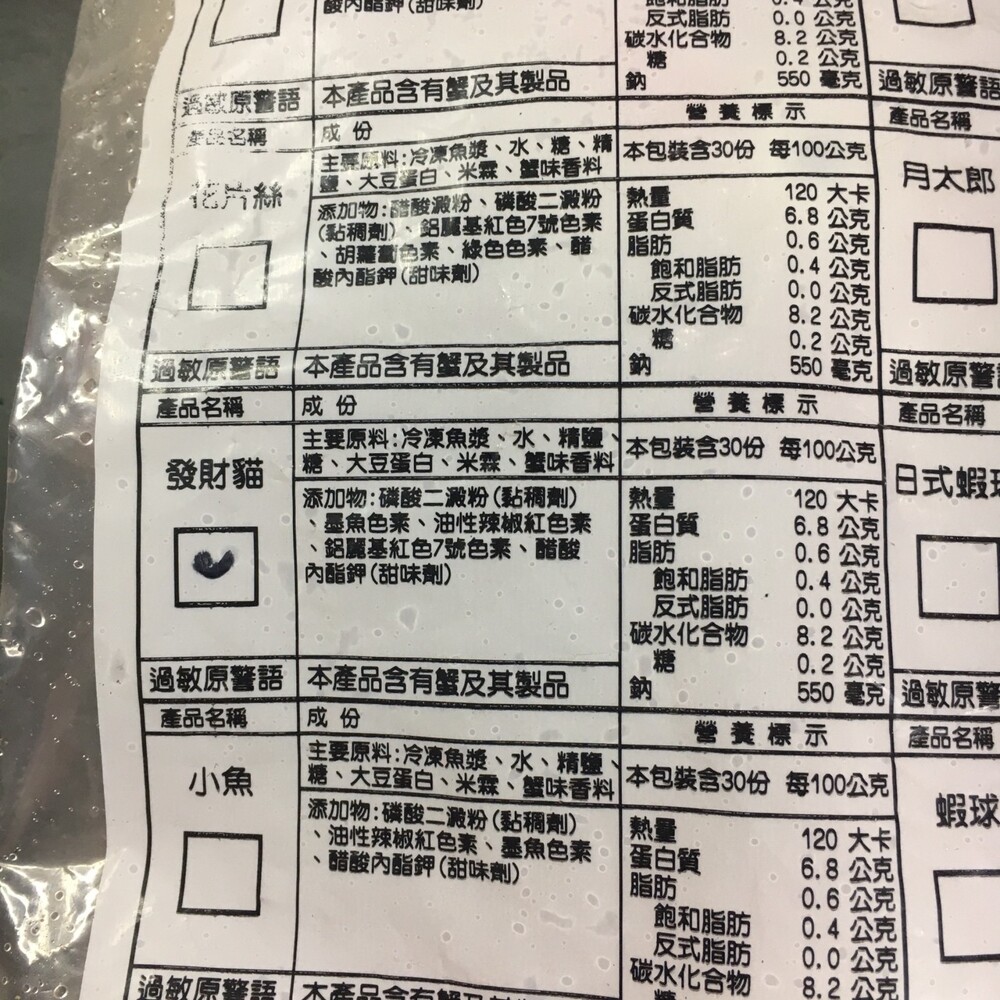 酸內酯鉀(甜味劑)
飽和脂肪 0.4 公克
反式脂肪 0.0 公克
碳水化合物 8.2 公克
糖 0.2 公克
鈉 550 毫克
過敏原警語 本產品含有蟹及其製品
過敏原警語
產品名稱 成份 營養標示
產品名稱
花片絲
主要原料:冷凍魚漿、水、糖、精
鹽、大豆蛋白、米霖、蟹味香料
本包裝含30份 每100公克
月太郎
添加物:醋酸澱粉、磷酸二澱粉
(黏稠劑)、鋁麗基紅色7號色素
、胡蘿蔔色素、綠色色素、醋
酸內酯鉀(甜味劑)
熱量 120 大卡
蛋白質 6.8 公克
脂肪 0.6 公克
飽和脂肪 0.4 公克
反式脂肪 0.0 公克
碳水化合物 8.2 公克
糖 0.2 公克
鈉 550 毫克
過敏原警語 本產品含有蟹及其製品
過敏原警
產品名稱 成份 營養標示
產品名稱
發財貓
主要原料:冷凍魚漿、水、精鹽、
糖、大豆蛋白、米霖、蟹味香料
本包裝含30份 每100公克
日式蝦球
添加物:磷酸二澱粉(黏稠劑)
、墨魚色素、油性辣椒紅色素
、鋁麗基紅色7號色素、醋酸
內酯鉀(甜味劑)
熱量 120 大卡
蛋白質 6.8 公克
脂肪 0.6 公克
飽和脂肪 0.4 公克
反式脂肪 0.0 公克
碳水化合物 8.2 公克
糖 0.2 公克
鈉 550 毫克
過敏原警語 本產品含有蟹及其製品
過敏原警
產品名稱 成份 營養標示
產品名稱
小魚
主要原料:冷凍魚漿、水、精鹽、
糖、大豆蛋白、米霖、蟹味香料
本包裝含30份 每100公克
蝦球
添加物:磷酸二澱粉(黏稠劑)
、油性辣椒紅色素、墨魚色素
、醋酸內酯鉀(甜味劑)
熱量 120 大卡
蛋白質 6.8 公克
脂肪 0.6 公克
飽和脂肪 0.4 公克
反式脂肪 0.0 公克
碳水化合物 8.2 公克
糖
過敏原警語 本產品含有蟹及其製品